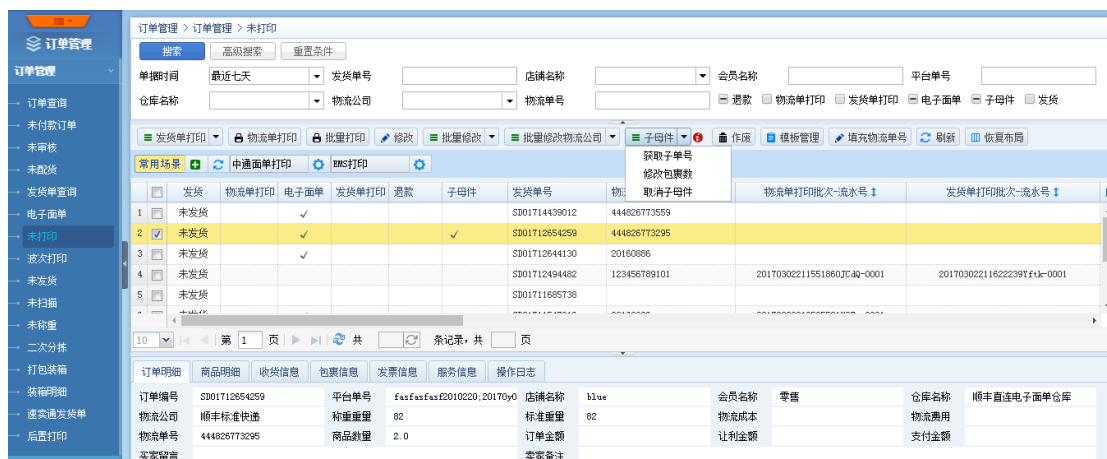 订单管理
订单管理
订单查询
未付款订单
未审核
未配货
发货单查询
电子面单
未打印
波次打印
未发货
未扫描
未称重
二次分拣
打包装箱
装箱明细
速卖通发货单
后置打印
订单管理 > 订单管理 > 未打印
搜索 高级搜索 重置条件
单据时间 最近七天 发货单号 店铺名称 会员名称 平台单号
仓库名称 物流公司 物流单号 退款 物流单打印 发货单打印 电子面单 子母件 发货
发货单打印 物流单打印 批量打印 修改 批量修改 批量修改物流公司 子母件 作废 模板管理 填充物流单号 刷新 恢复布局
获取子单号
修改包裹数
取消子母件
常用场景 中通面单打印 EMS打印
发货 物流单打印 电子面单 发货单打印 退款 子母件 发货单号 物流单打印批次-流水号 发货单打印批次-流水号
1 未发货 ✓ SD01714439012 444826773559
2 未发货 ✓ ✓ SD01712654259 444826773295
3 未发货 ✓ SD01712644130 20160886
4 未发货 SD01712494482 123456789101 20170302211551860JCdQ-0001 20170302211622239Yftk-0001
5 未发货 SD01711685738
10 第 1 页 共 条记录，共 页
订单明细 商品明细 收货信息 包裹信息 发票信息 服务信息 操作日志
订单编号 SD01712654259 平台单号 fasfasfasf2010220;20170y0 店铺名称 blue 会员名称 零售 仓库名称 顺丰直连电子面单仓库
物流公司 顺丰标准快递 称重重量 82 标准重量 82 物流成本 物流费用
物流单号 444826773295 商品数量 2.0 订单金额 让利金额 支付金额
买家留言 卖家备注